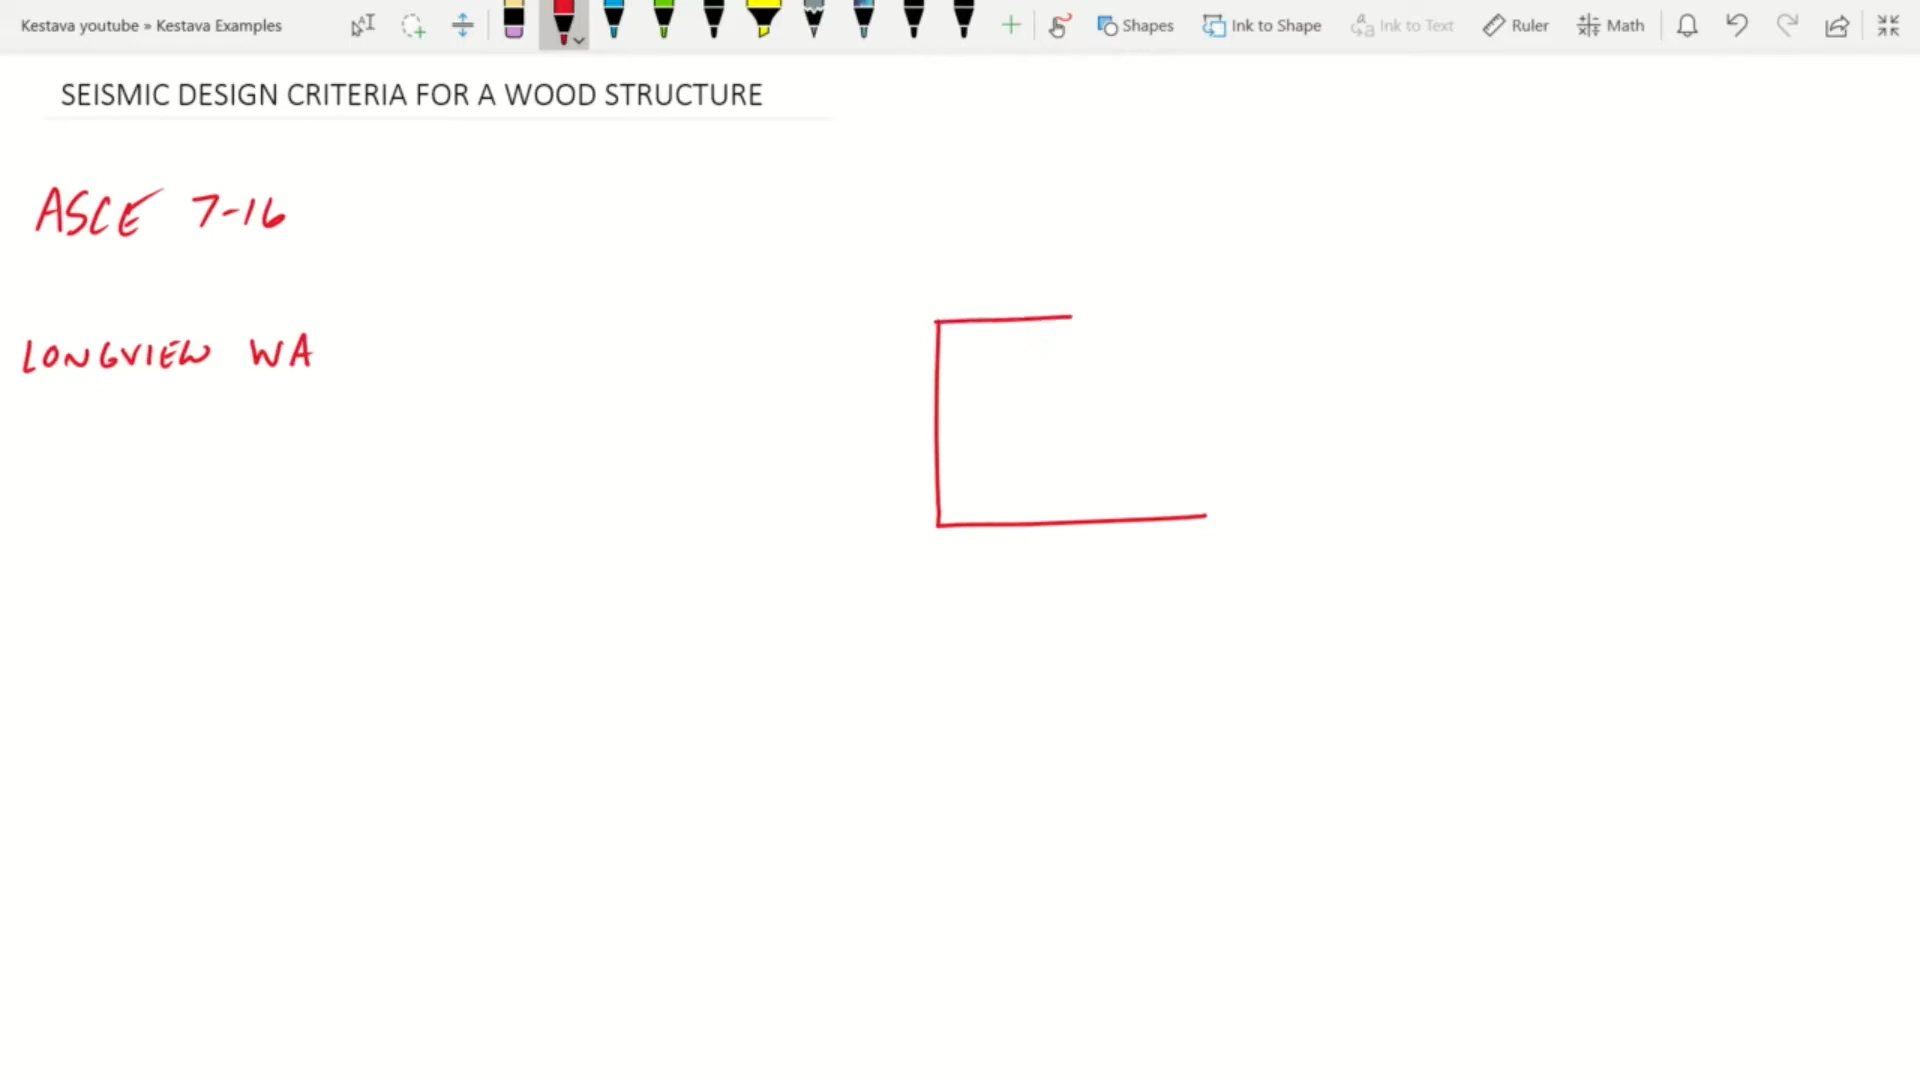 Kestava youtube » Kestava Examples
Shapes
Ink to Shape
Ink to Text
Ruler
Math
SEISMIC DESIGN CRITERIA FOR A WOOD STRUCTURE
ASCE 7-16
LONGVIEW WA